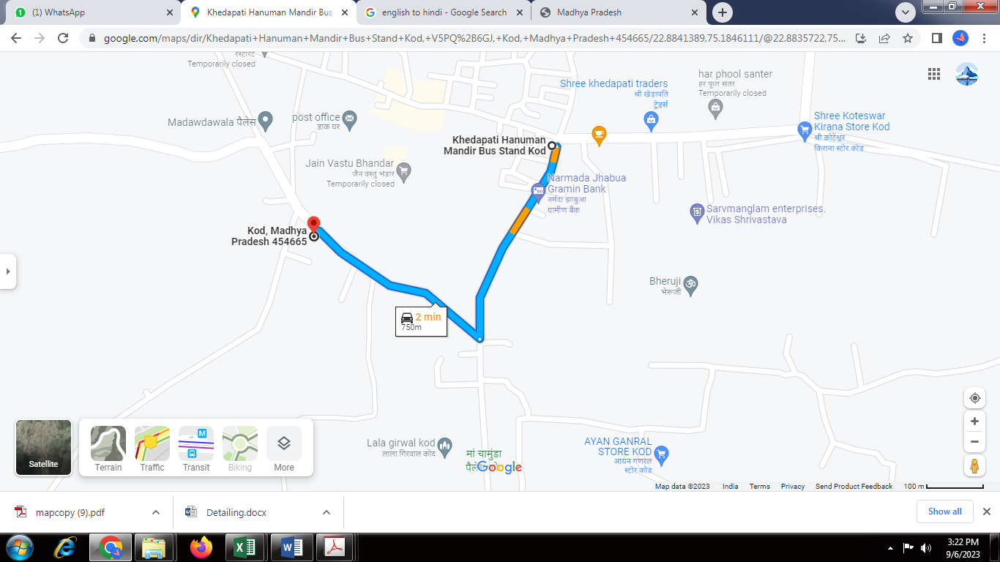 (1) WhatsApp
Khedapati Hanuman Mandir Bus
english to hindi - Google Search
Madhya Pradesh
google.com/maps/dir/Khedapati+Hanuman+Mandir+Bus+Stand+Kod,+V5PQ%2B6GJ,+Kod,+Madhya+Pradesh+454665/22.8841389,75.1846111/@22.8835722,75...
रेस्टोरेंट
Temporarily closed
Madawdawala पैलेस
post office
डाक घर
Jain Vastu Bhandar
जैन वस्तु भंडार
Temporarily closed
Shree khedapati traders
श्री खेड़ापति
ट्रेडर्स
har phool santer
हर फूल संतर
Temporarily closed
Shree Koteswar
Kirana Store Kod
श्री कोटेश्वर
किराना स्टोर कोड
Khedapati Hanuman
Mandir Bus Stand Kod
Narmada Jhabua
Gramin Bank
नर्मदा झाबुआ
ग्रामीण बैंक
100
Sarvmanglam enterprises.
Vikas Shrivastava
Kod, Madhya
Pradesh 454665
Bheruji
भेरूजी
2 min
750m
Lala girwal kod
लाला गिरवाल कोद
मां चामुंडा
Google
AYAN GANRAL
STORE KOD
आयन गणरल
स्टोर कोड
Satellite
Terrain
Traffic
M
Transit
Biking
More
Map data ©2023
India
Terms
Privacy
Send Product Feedback
100 m
mapcopy (9).pdf
Detailing.docx
Show all
3:22 PM
9/6/2023